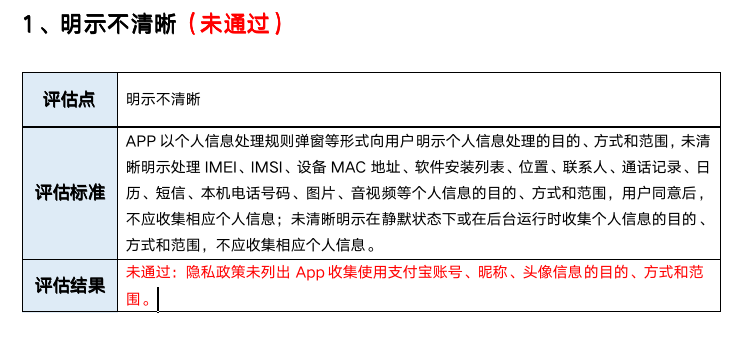 1、明示不清晰（未通过）
评估点
明示不清晰
评估标准
APP 以个人信息处理规则弹窗等形式向用户明示个人信息处理的目的、方式和范围，未清
晰明示处理 IMEI、IMSI、设备 MAC 地址、软件安装列表、位置、联系人、通话记录、日
历、短信、本机电话号码、图片、音视频等个人信息的目的、方式和范围，用户同意后，
不应收集相应个人信息；未清晰明示在静默状态下或在后台运行时收集个人信息的目的、
方式和范围，不应收集相应个人信息。
评估结果
未通过：隐私政策未列出 App 收集使用支付宝账号、昵称、头像信息的目的、方式和范
围。